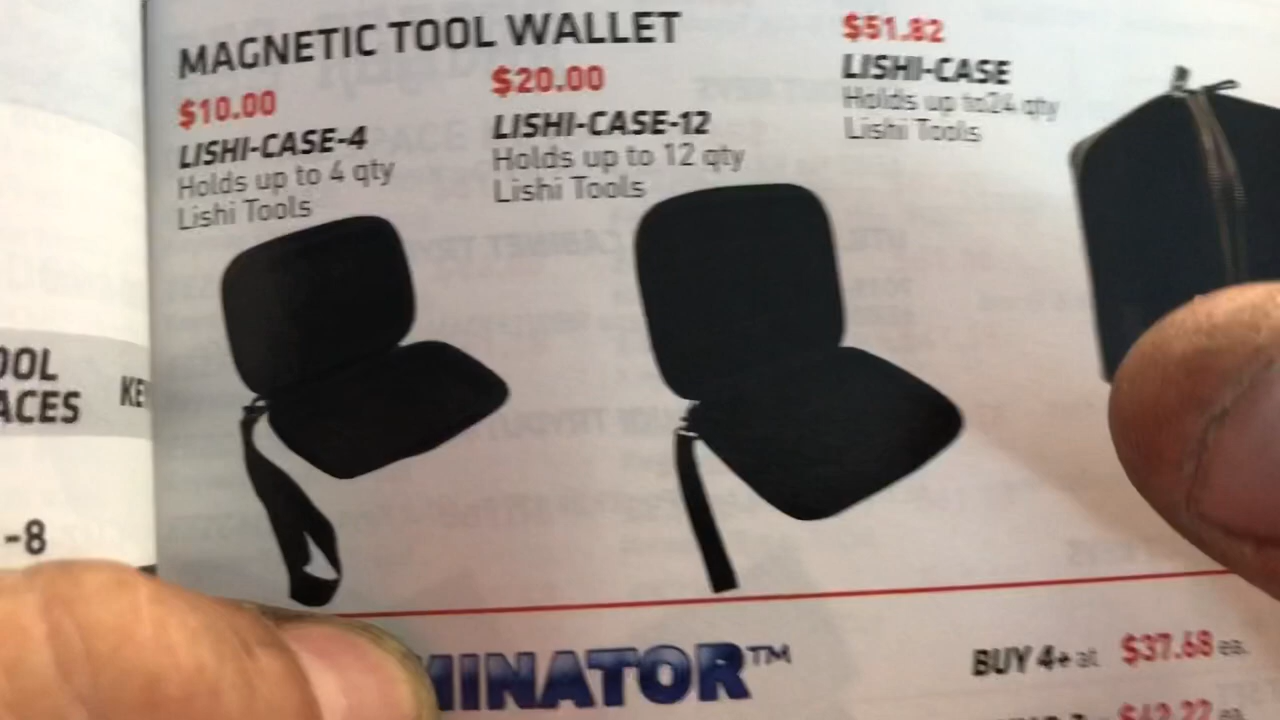 MAGNETIC TOOL WALLET
$10.00
LISHI-CASE-4
Holds up to 4 qty
Lishi Tools
$20.00
LISHI-CASE-12
Holds up to 12 qty
Lishi Tools
$51.82
LISHI-CASE
Holds up to24 qty
Lishi Tools
OOL
ACES
KE
-8
MINATOR™
BUY 4+ at $37.68 ea.